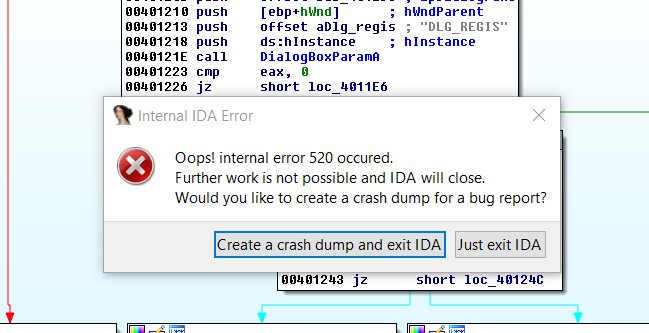 00401210 push    [ebp+hWnd]      ; hWndParent
00401213 push    offset aDlg_regis ; "DLG_REGIS"
00401218 push    ds:hInstance    ; hInstance
0040121E call    DialogBoxParamA
00401223 cmp     eax, 0
00401226 jz      short loc_4011E6
Internal IDA Error
Oops! internal error 520 occured.
Further work is not possible and IDA will close.
Would you like to create a crash dump for a bug report?
Create a crash dump and exit IDA
Just exit IDA
00401243 jz      short loc_40124C